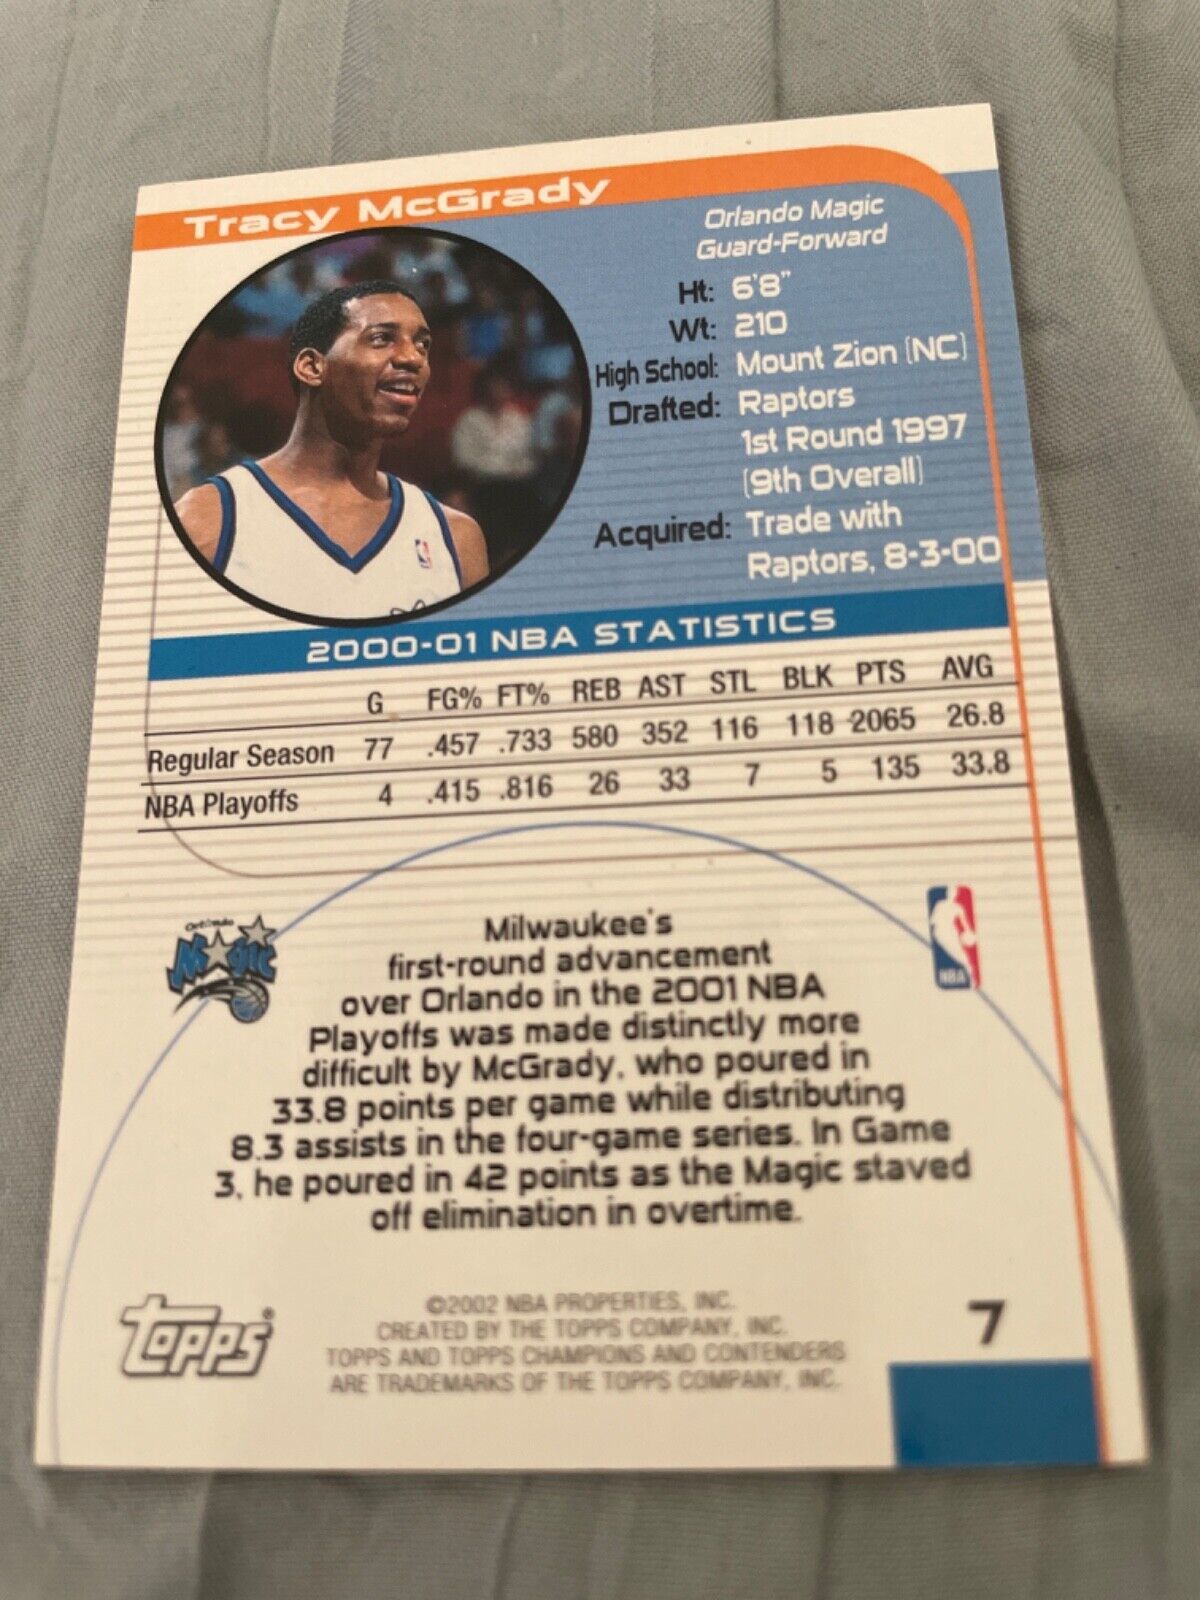 Tracy McGrady
Orlando Magic
Guard-Forward
Ht: 6'8"
Wt: 210
High School: Mount Zion (NC)
Drafted: Raptors
1st Round 1997
(9th Overall)
Acquired: Trade with
Raptors, 8-3-00
2000-01 NBA STATISTICS
G FG% FT% REB AST STL BLK PTS AVG
Regular Season 77 .457 .733 580 352 116 118 2065 26.8
NBA Playoffs 4 .415 .816 26 33 7 5 135 33.8
Orlando
Magic
NBA
Milwaukee's
first-round advancement
over Orlando in the 2001 NBA
Playoffs was made distinctly more
difficult by McGrady, who poured in
33.8 points per game while distributing
8.3 assists in the four-game series. In Game
3, he poured in 42 points as the Magic staved
off elimination in overtime.
Topps®
©2002 NBA PROPERTIES, INC.
CREATED BY THE TOPPS COMPANY, INC.
TOPPS AND TOPPS CHAMPIONS AND CONTENDERS
ARE TRADEMARKS OF THE TOPPS COMPANY, INC.
7